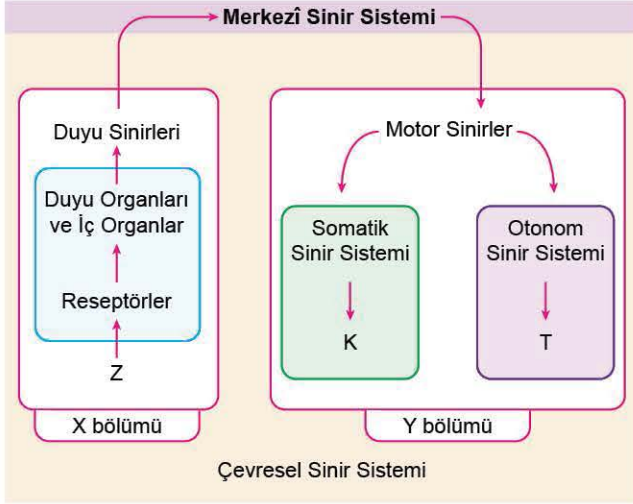 Merkezî Sinir Sistemi
Duyu Sinirleri
Duyu Organları
ve İç Organlar
Reseptörler
Z
X bölümü
Motor Sinirler
Somatik
Sinir Sistemi
K
Otonom
Sinir Sistemi
T
Y bölümü
Çevresel Sinir Sistemi